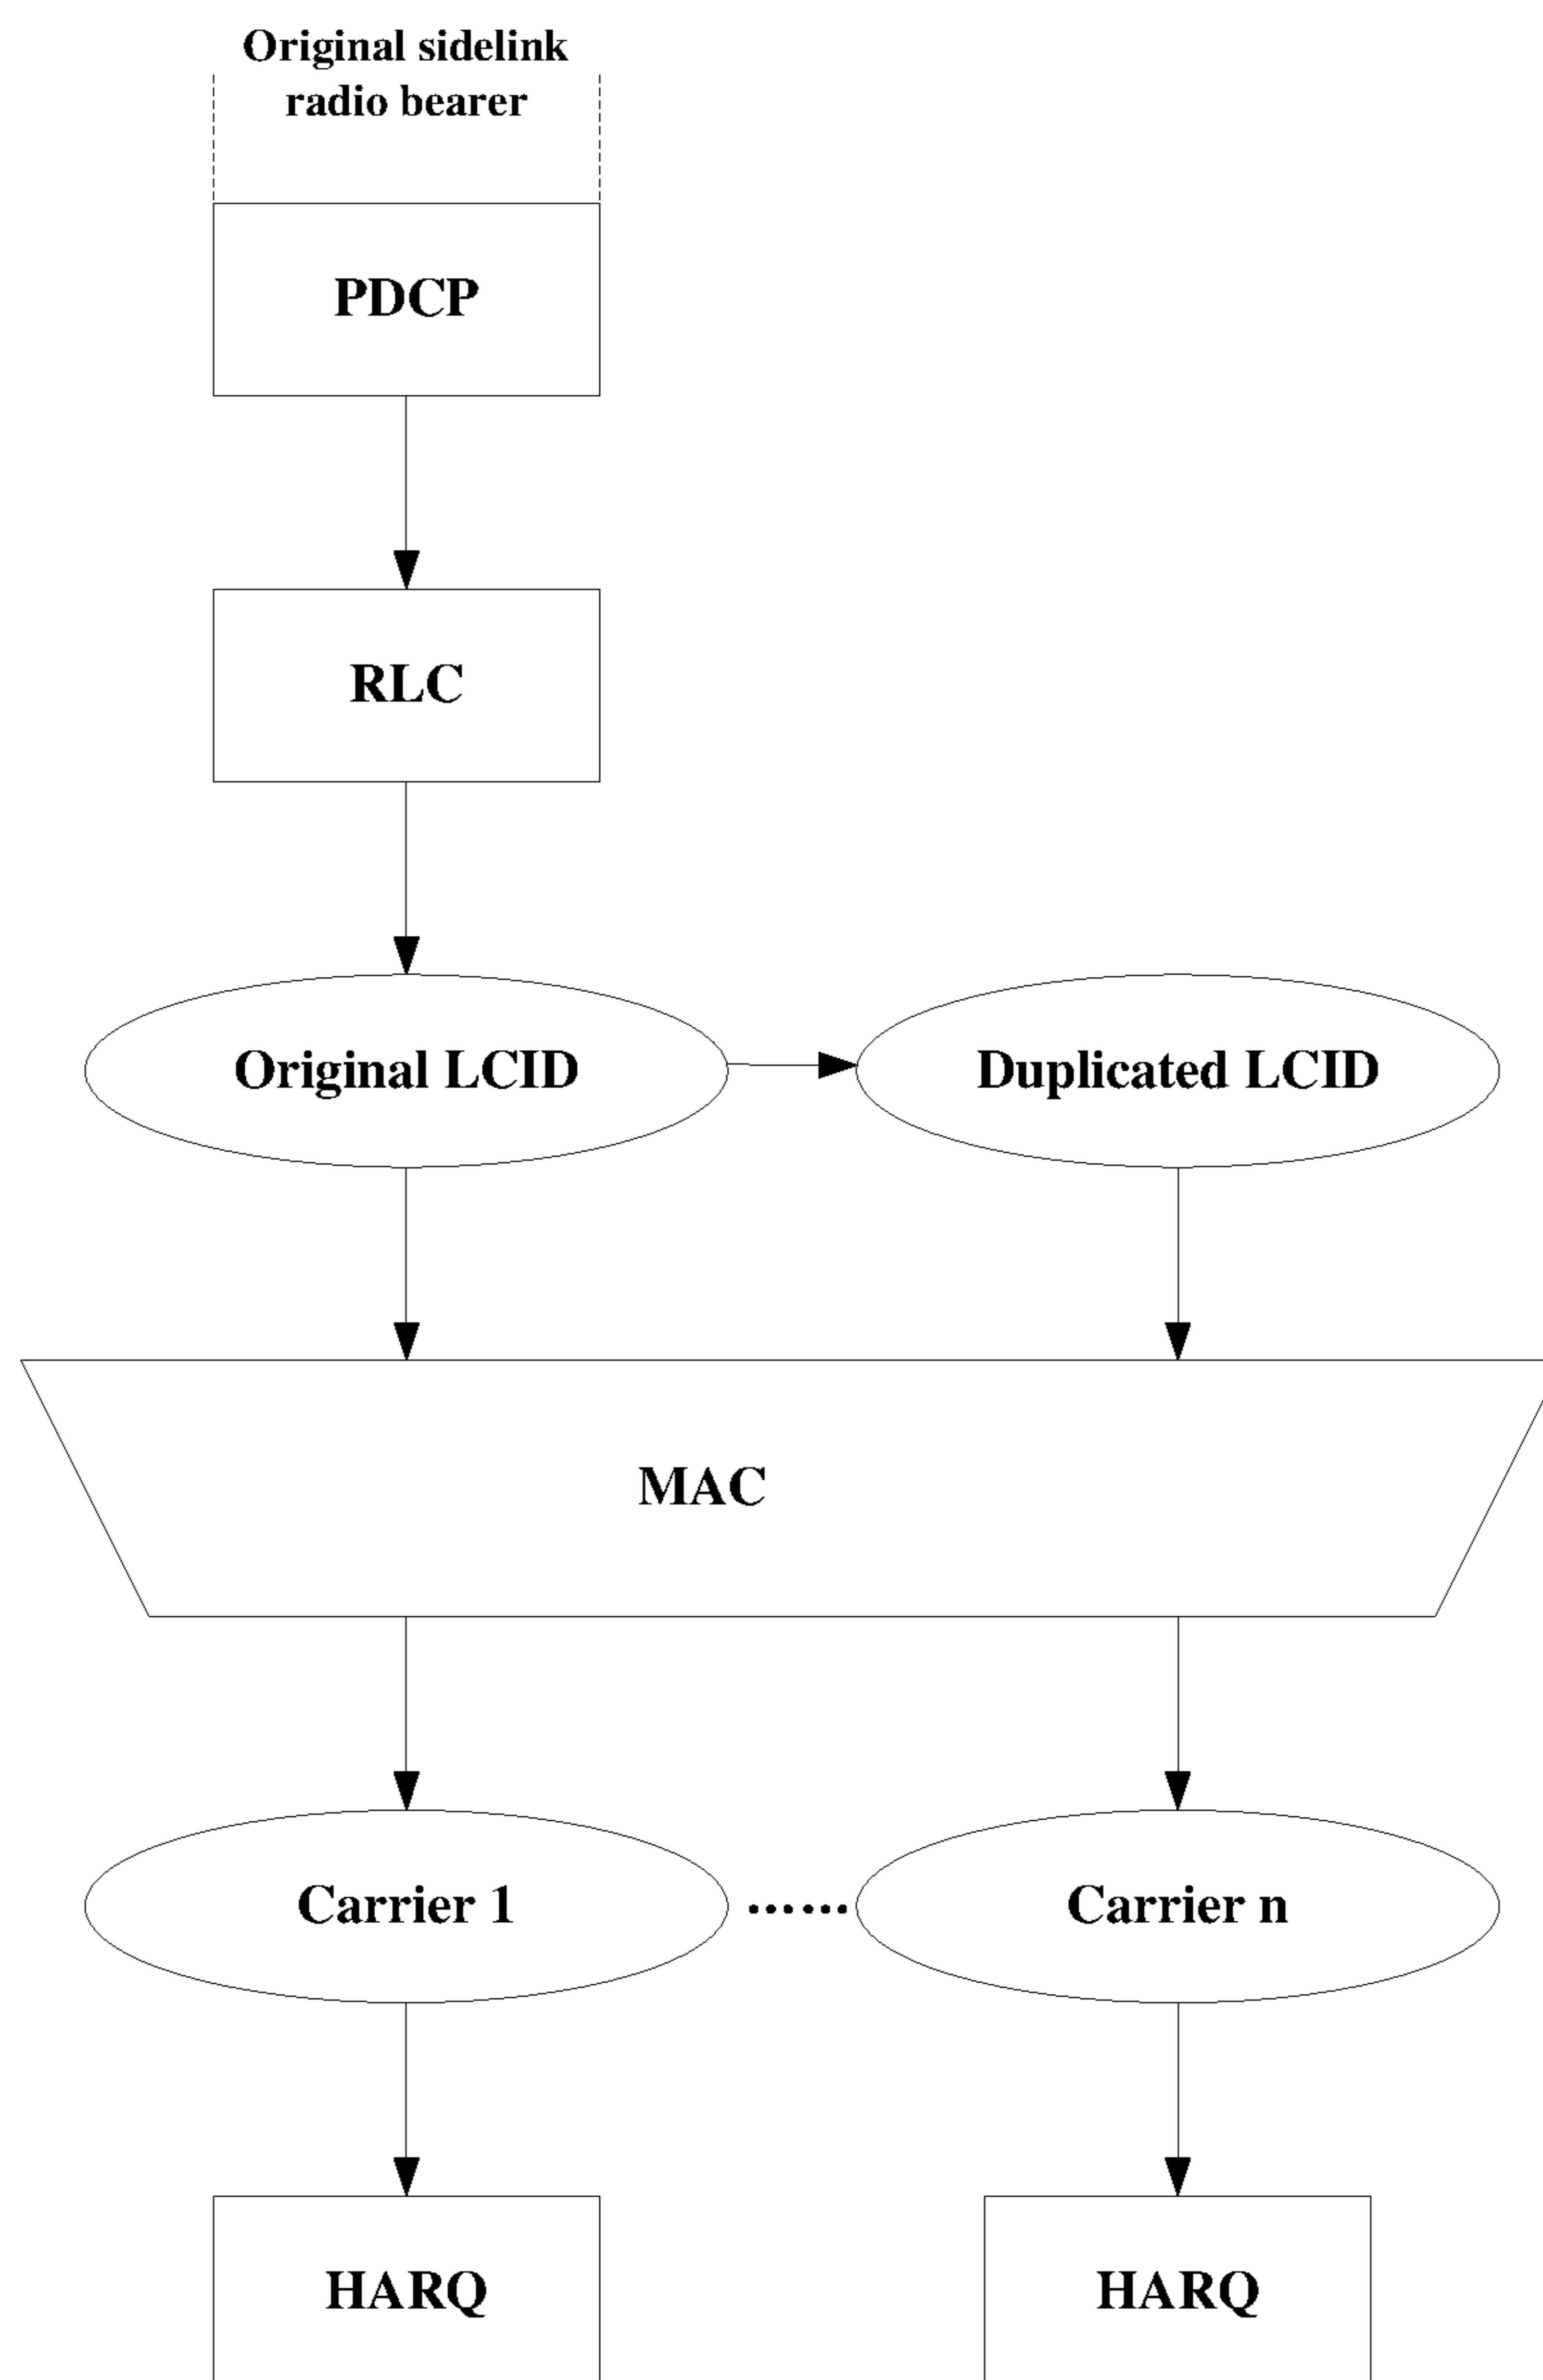 Original sidelink
radio bearer
PDCP
RLC
Original LCID
Duplicated LCID
MAC
Carrier 1
......
Carrier n
HARQ
HARQ